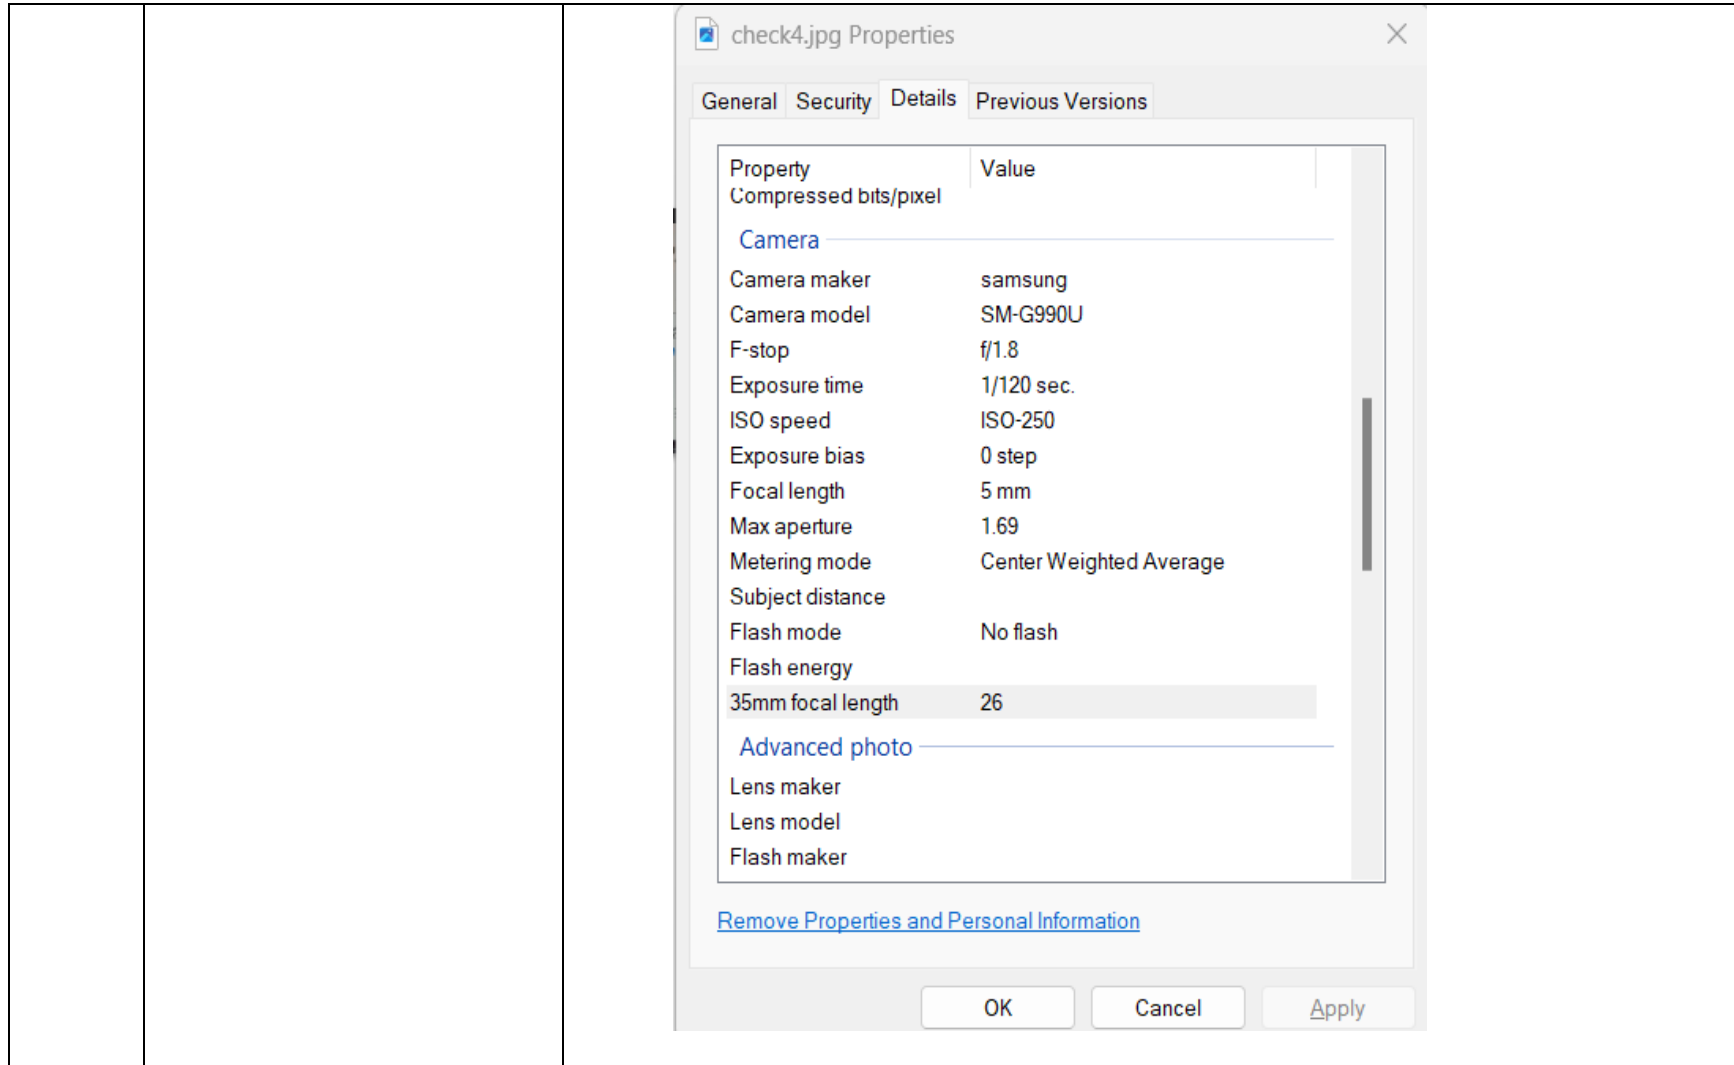 check4.jpg Properties
General Security Details Previous Versions
Property Value
Compressed bits/pixel
Camera
Camera maker samsung
Camera model SM-G990U
F-stop f/1.8
Exposure time 1/120 sec.
ISO speed ISO-250
Exposure bias 0 step
Focal length 5 mm
Max aperture 1.69
Metering mode Center Weighted Average
Subject distance
Flash mode No flash
Flash energy
35mm focal length 26
Advanced photo
Lens maker
Lens model
Flash maker
Remove Properties and Personal Information
OK Cancel Apply